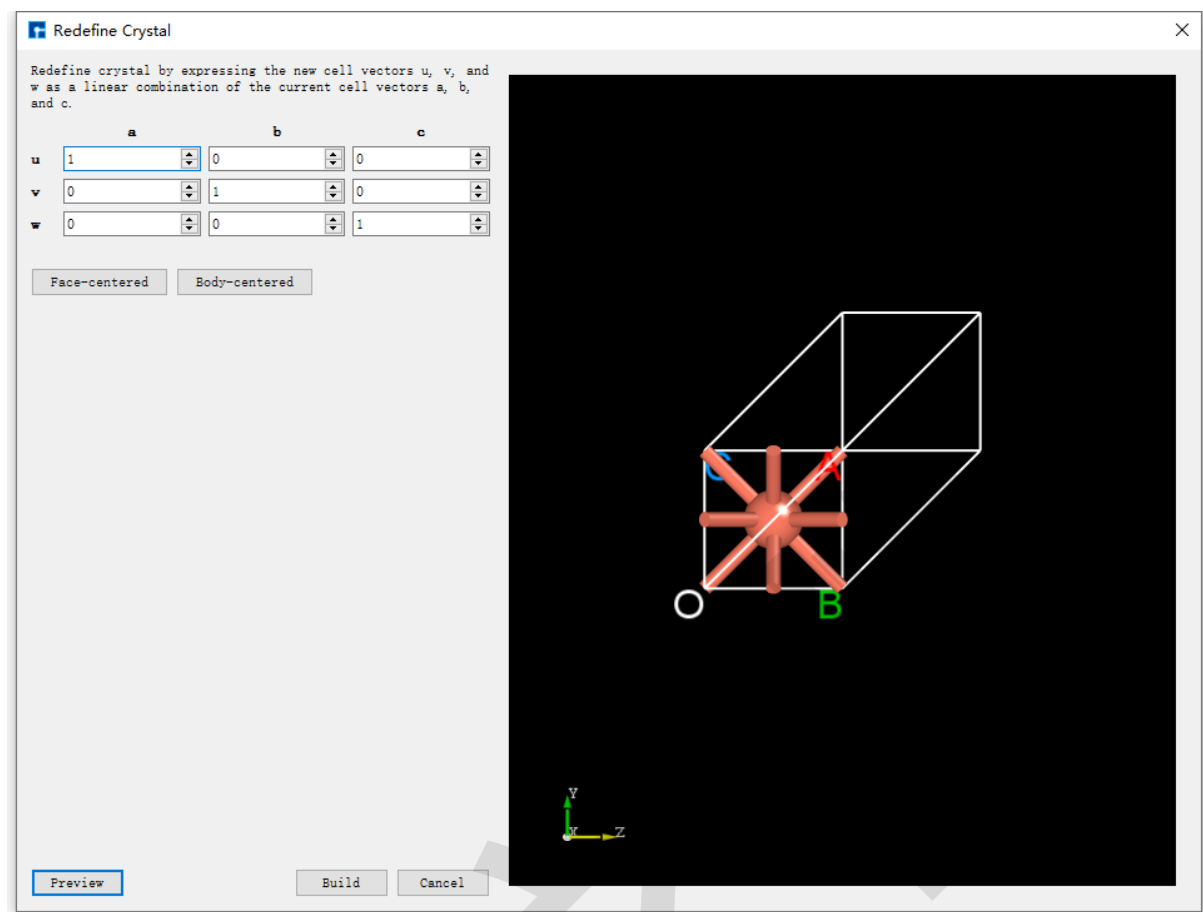 Redefine Crystal
Redefine crystal by expressing the new cell vectors u, v, and
w as a linear combination of the current cell vectors a, b,
and c.
a b c
u 1 0 0
v 0 1 0
w 0 0 1
Face-centered Body-centered
C A
O B
Y
X Z
Preview Build Cancel